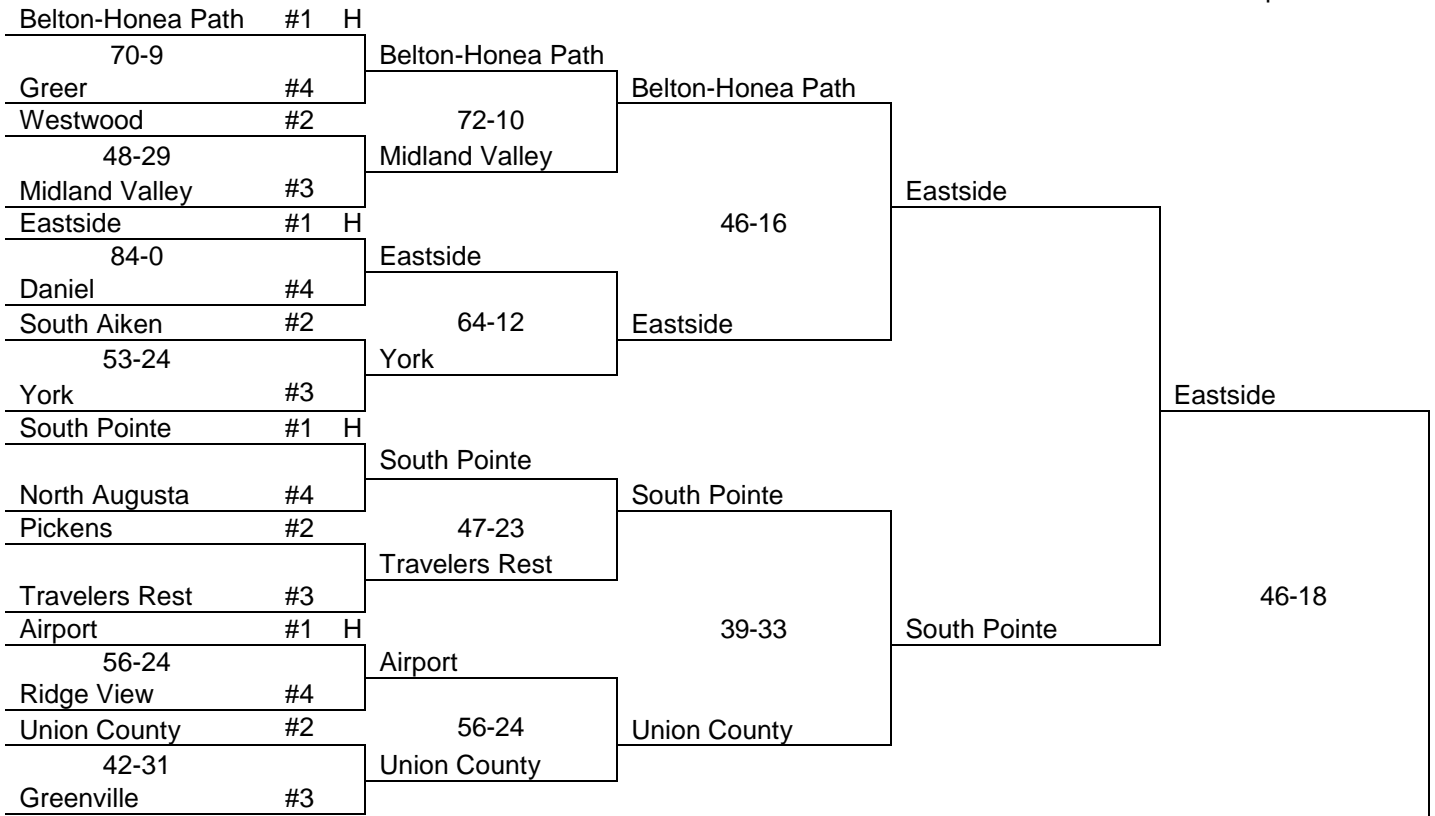 Belton-Honea Path #1 H
70-9 Belton-Honea Path
Greer #4 Belton-Honea Path
Westwood #2 72-10
48-29 Midland Valley
Midland Valley #3 Eastside
Eastside #1 H 46-16
84-0 Eastside
Daniel #4
South Aiken #2 64-12 Eastside
53-24 York
York #3 Eastside
South Pointe #1 H
South Pointe
North Augusta #4 South Pointe
Pickens #2 47-23
Travelers Rest
Travelers Rest #3 46-18
Airport #1 H 39-33 South Pointe
56-24 Airport
Ridge View #4
Union County #2 56-24 Union County
42-31 Union County
Greenville #3